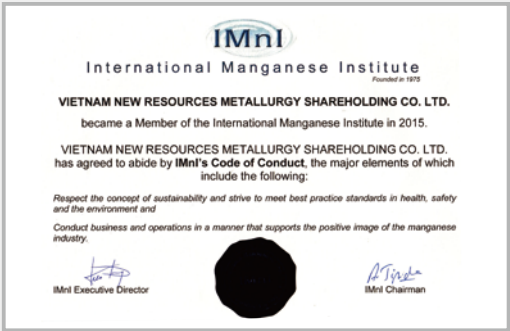 IMnI
International Manganese Institute
Founded in 1975
VIETNAM NEW RESOURCES METALLURGY SHAREHOLDING CO. LTD.
became a Member of the International Manganese Institute in 2015.
VIETNAM NEW RESOURCES METALLURGY SHAREHOLDING CO. LTD.
has agreed to abide by IMnI's Code of Conduct, the major elements of which
include the following:
Respect the concept of sustainability and strive to meet best practice standards in health, safety
and the environment and
Conduct business and operations in a manner that supports the positive image of the manganese
industry.
IMnI Executive Director
IMnI Chairman